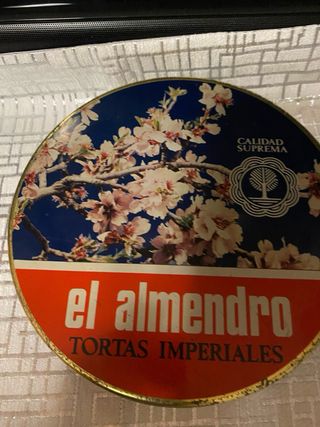 CALIDAD
SUPREMA
el almendro
TORTAS IMPERIALES